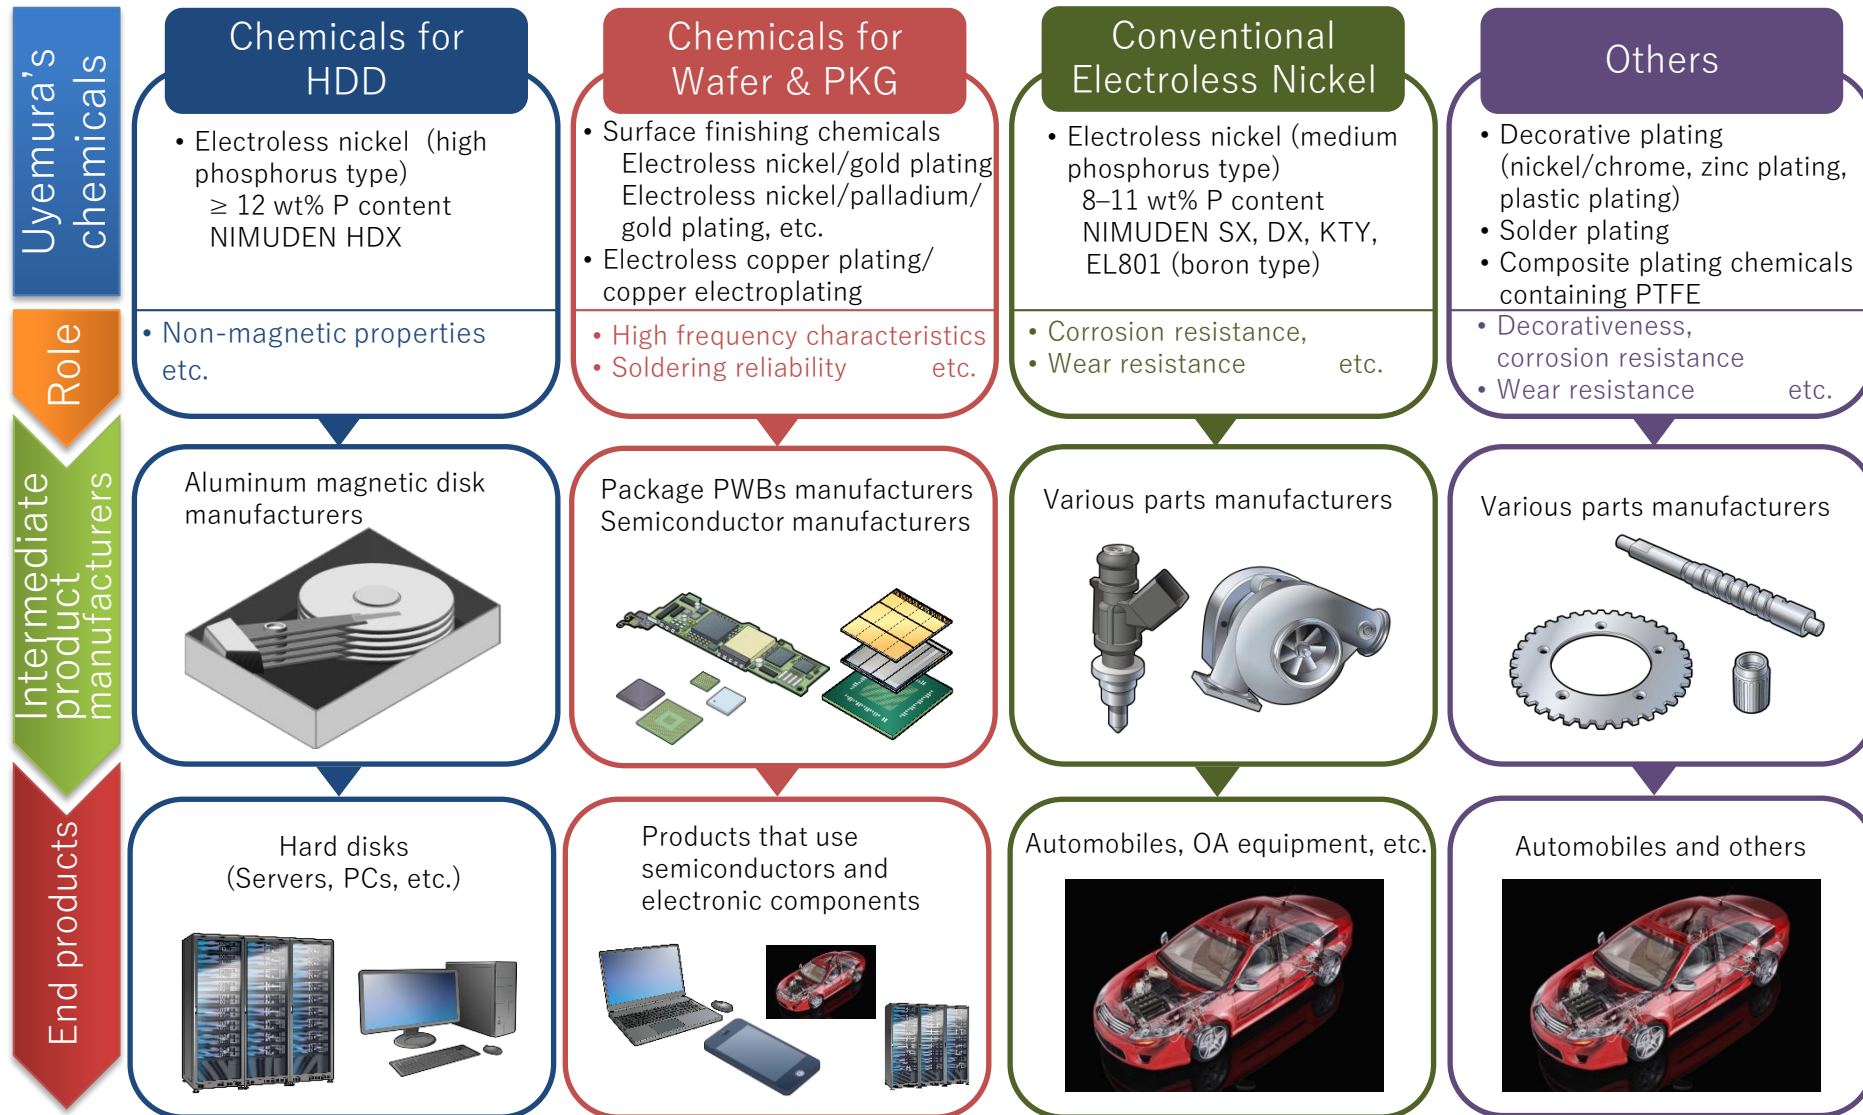 Uyemura's
chemicals
Chemicals for
HDD
• Electroless nickel (high
phosphorus type)
≥ 12 wt% P content
NIMUDEN HDX
Chemicals for
Wafer & PKG
• Surface finishing chemicals
Electroless nickel/gold plating
Electroless nickel/palladium/
gold plating, etc.
• Electroless copper plating/
copper electroplating
Conventional
Electroless Nickel
• Electroless nickel (medium
phosphorus type)
8–11 wt% P content
NIMUDEN SX, DX, KTY,
EL801 (boron type)
Others
• Decorative plating
(nickel/chrome, zinc plating,
plastic plating)
• Solder plating
• Composite plating chemicals
containing PTFE
Role
• Non-magnetic properties
etc.
• High frequency characteristics
• Soldering reliability etc.
• Corrosion resistance,
• Wear resistance etc.
• Decorativeness,
corrosion resistance
• Wear resistance etc.
Intermediate
product
manufacturers
Aluminum magnetic disk
manufacturers
Package PWBs manufacturers
Semiconductor manufacturers
Various parts manufacturers
Various parts manufacturers
End products
Hard disks
(Servers, PCs, etc.)
Products that use
semiconductors and
electronic components
Automobiles, OA equipment, etc.
Automobiles and others